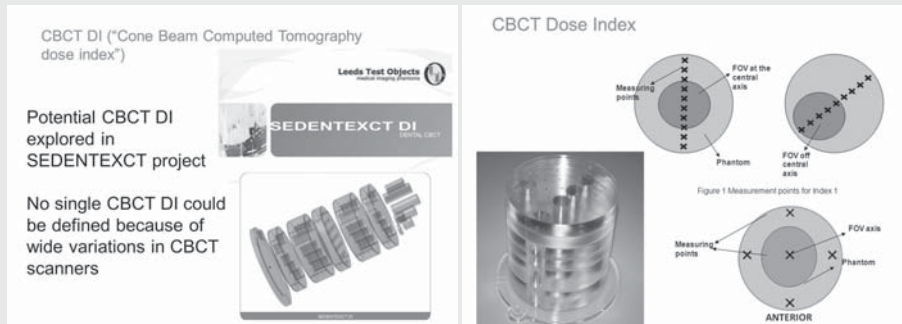 CBCT DI ("Cone Beam Computed Tomography
dose index")
Leeds Test Objects
medical imaging phantoms
SEDENTEXCT DI
DENTAL CBCT
Potential CBCT DI
explored in
SEDENTEXCT project
No single CBCT DI could
be defined because of
wide variations in CBCT
scanners
SEDENTEXCT DI
CBCT Dose Index
Measuring
points
FOV at the
central
axis
Phantom
FOV off
central
axis
Figure 1 Measurement points for Index 1
Measuring
points
FOV axis
Phantom
ANTERIOR